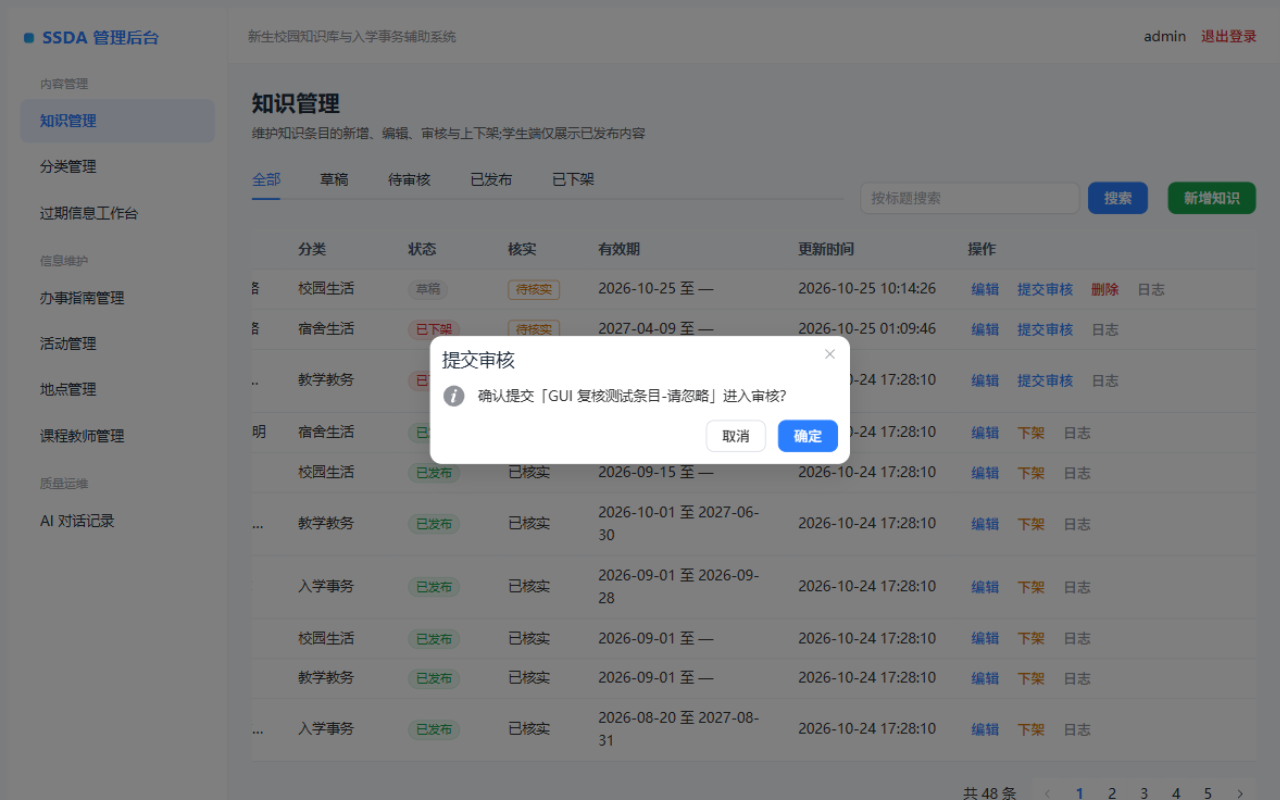 SSDA 管理后台
新生校园知识库与入学事务辅助系统
admin 退出登录
内容管理
知识管理
分类管理
过期信息工作台
信息维护
办事指南管理
活动管理
地点管理
课程教师管理
质量运维
AI 对话记录
知识管理
维护知识条目的新增、编辑、审核与上下架;学生端仅展示已发布内容
全部 草稿 待审核 已发布 已下架
按标题搜索 搜索 新增知识
分类 状态 核实 有效期 更新时间 操作
校园生活 草稿 待核实 2026-10-25 至 — 2026-10-25 10:14:26 编辑 提交审核 删除 日志
宿舍生活 已下架 待核实 2027-04-09 至 — 2026-10-25 01:09:46 编辑 提交审核 日志
... 教学教务 0-24 17:28:10 编辑 提交审核 日志
明 宿舍生活 0-24 17:28:10 编辑 下架 日志
校园生活 已发布 已核实 2026-09-15 至 — 2026-10-24 17:28:10 编辑 下架 日志
... 教学教务 已发布 已核实 2026-10-01 至 2027-06-30 2026-10-24 17:28:10 编辑 下架 日志
入学事务 已发布 已核实 2026-09-01 至 2026-09-28 2026-10-24 17:28:10 编辑 下架 日志
校园生活 已发布 已核实 2026-09-01 至 — 2026-10-24 17:28:10 编辑 下架 日志
教学教务 已发布 已核实 2026-09-01 至 — 2026-10-24 17:28:10 编辑 下架 日志
... 入学事务 已发布 已核实 2026-08-20 至 2027-08-31 2026-10-24 17:28:10 编辑 下架 日志
共 48 条 1 2 3 4 5
提交审核
确认提交「GUI 复核测试条目-请忽略」进入审核？
取消 确定